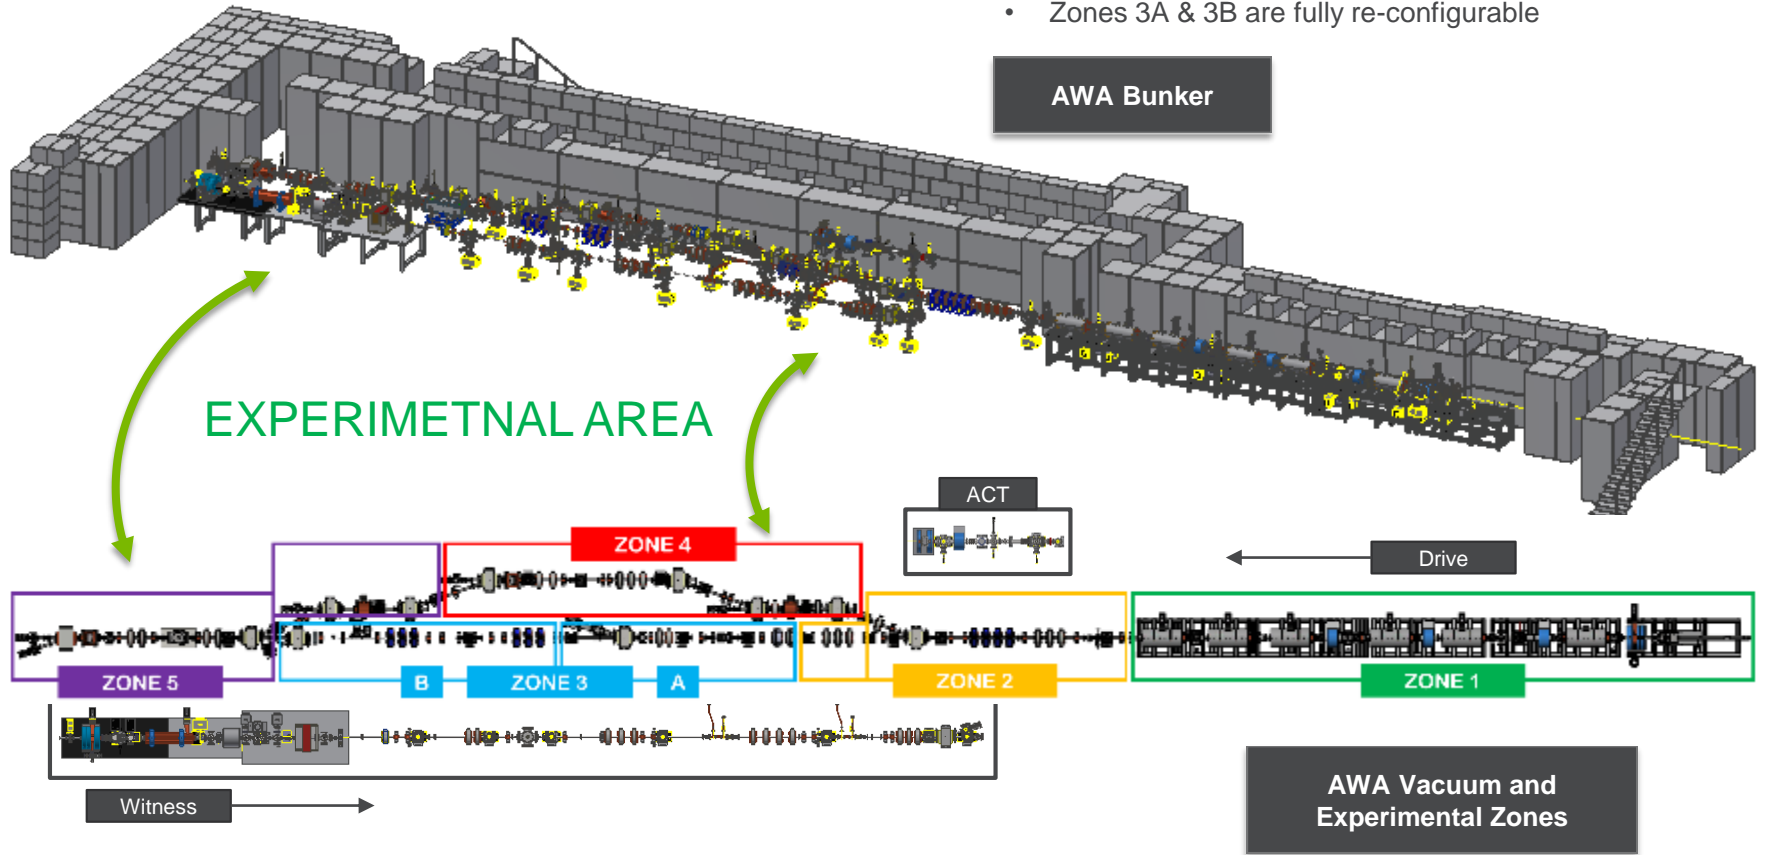 • Zones 3A & 3B are fully re-configurable
AWA Bunker
EXPERIMETNAL AREA
ACT
ZONE 4
Drive
ZONE 5
B
ZONE 3
A
ZONE 2
ZONE 1
Witness
AWA Vacuum and
Experimental Zones